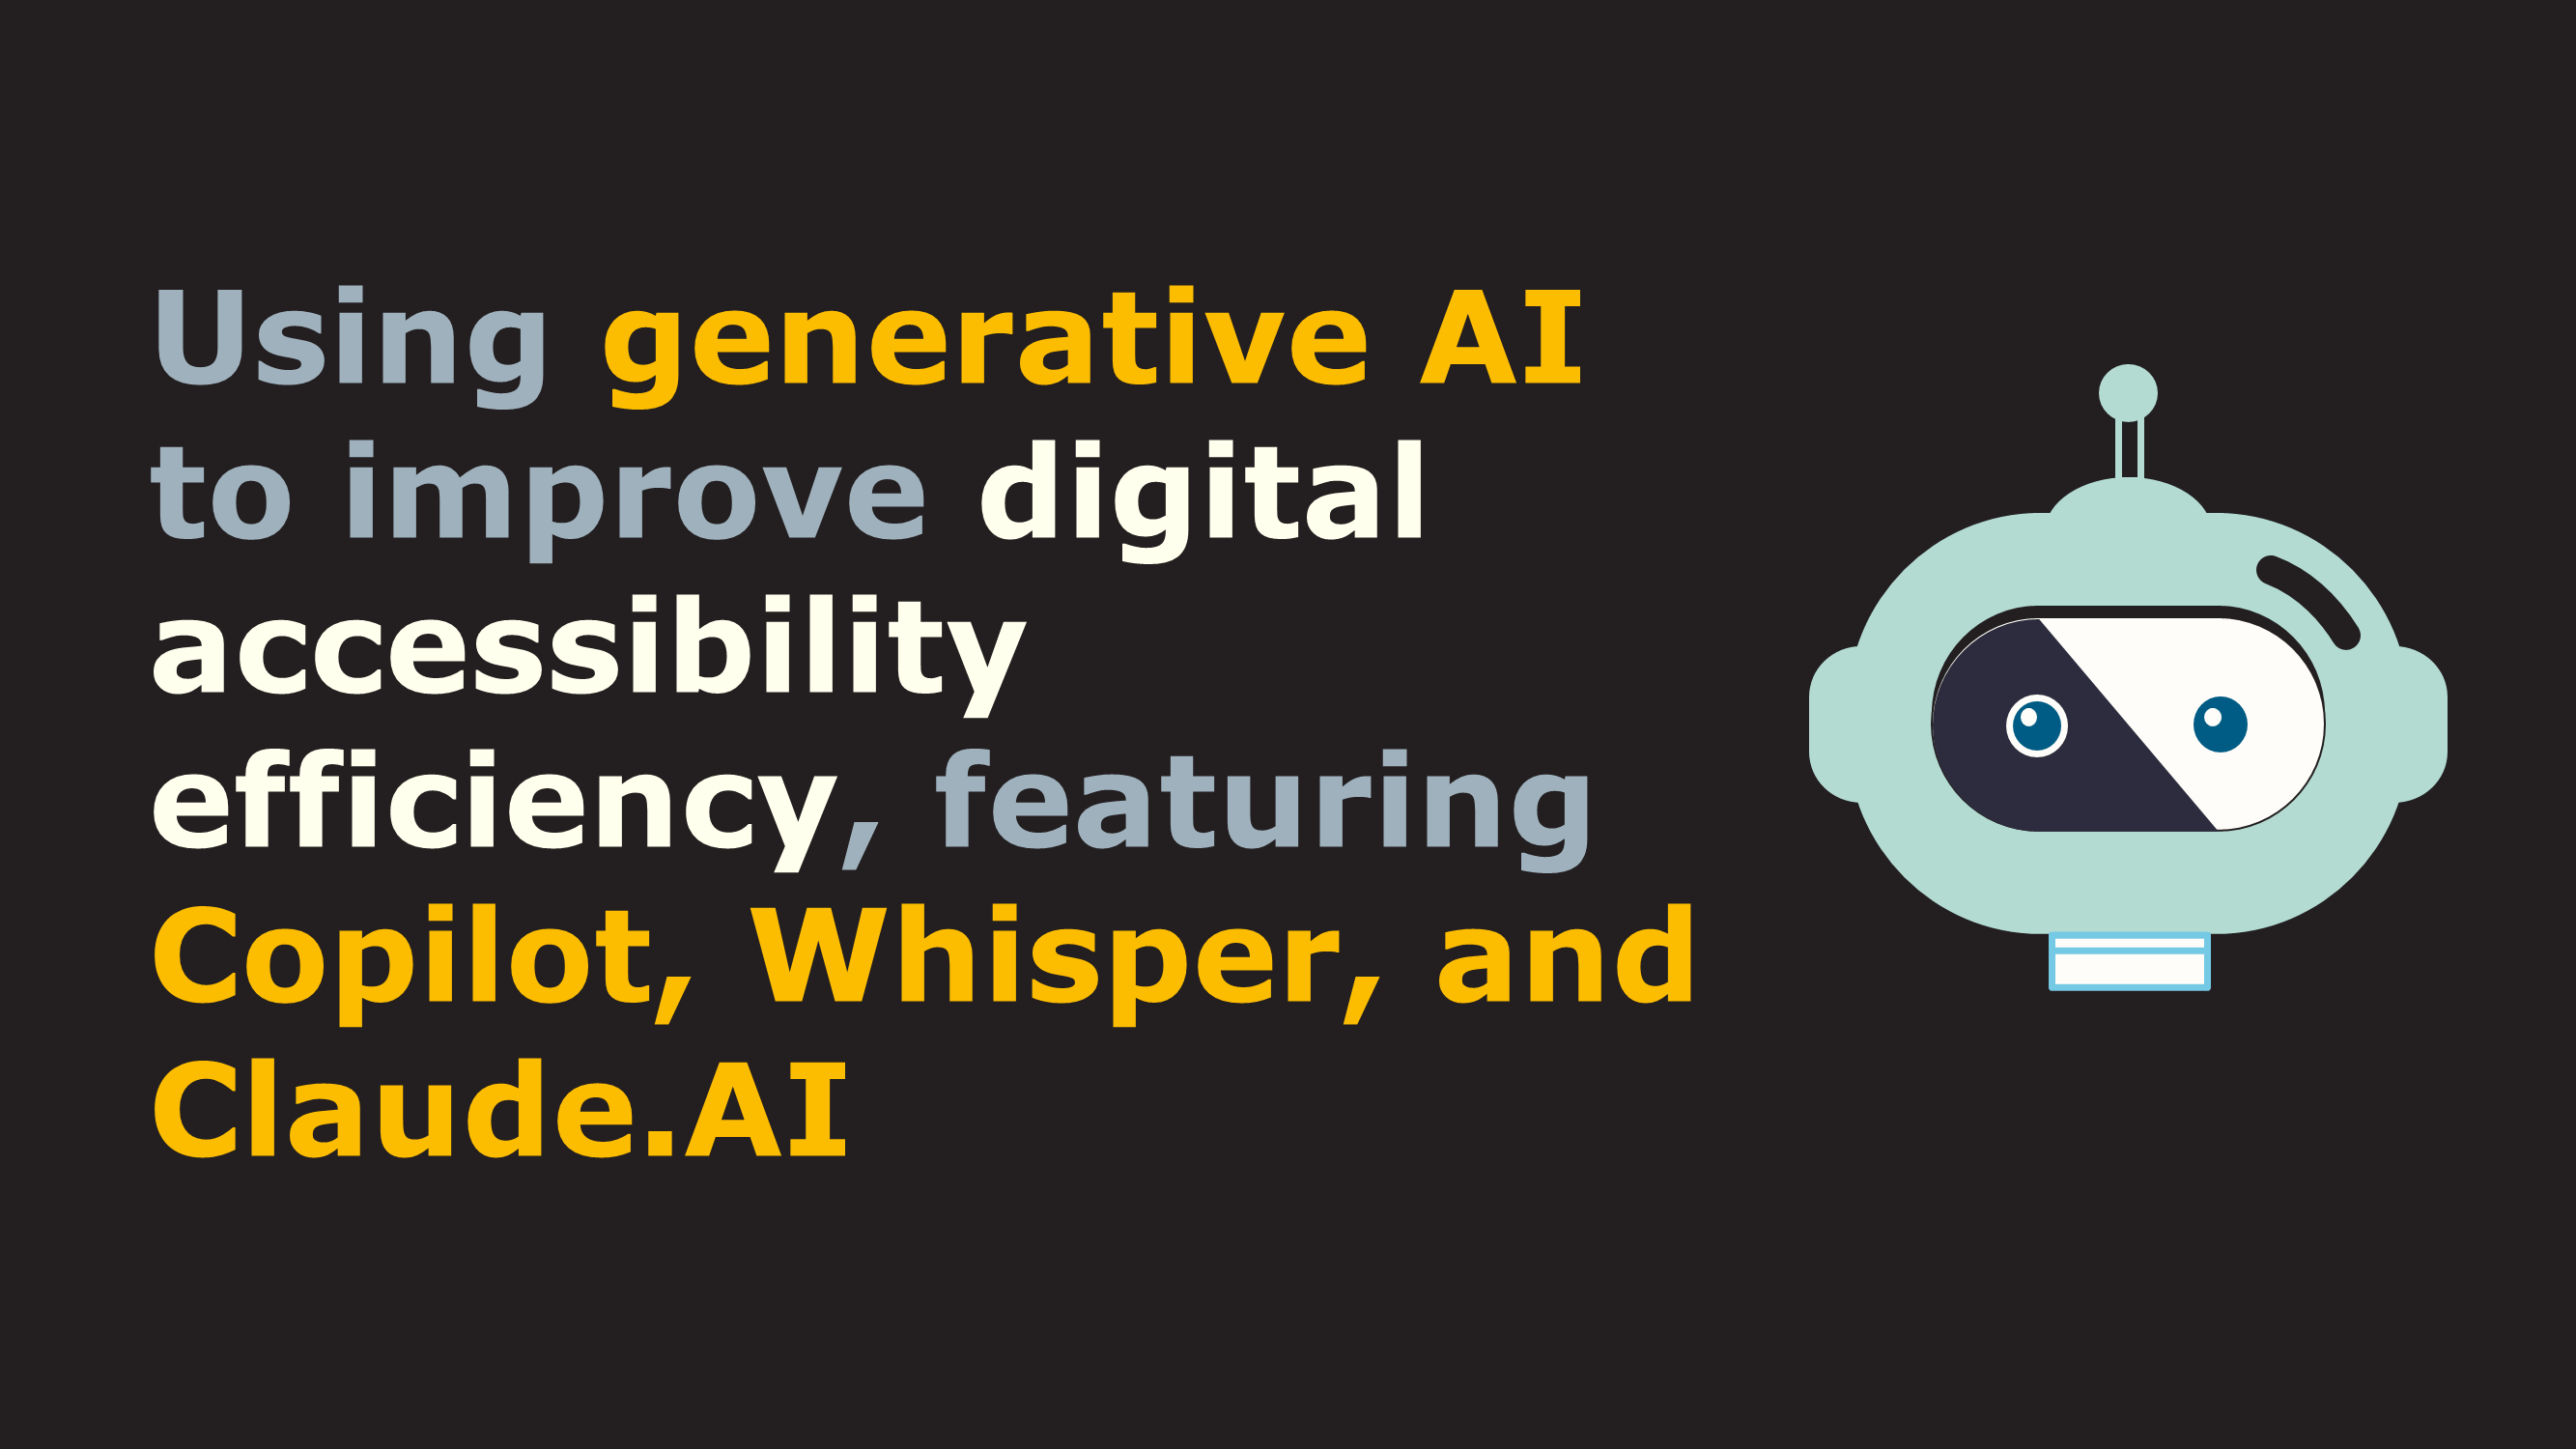 Using generative AI
to improve digital
accessibility
efficiency, featuring
Copilot, Whisper, and
Claude.AI